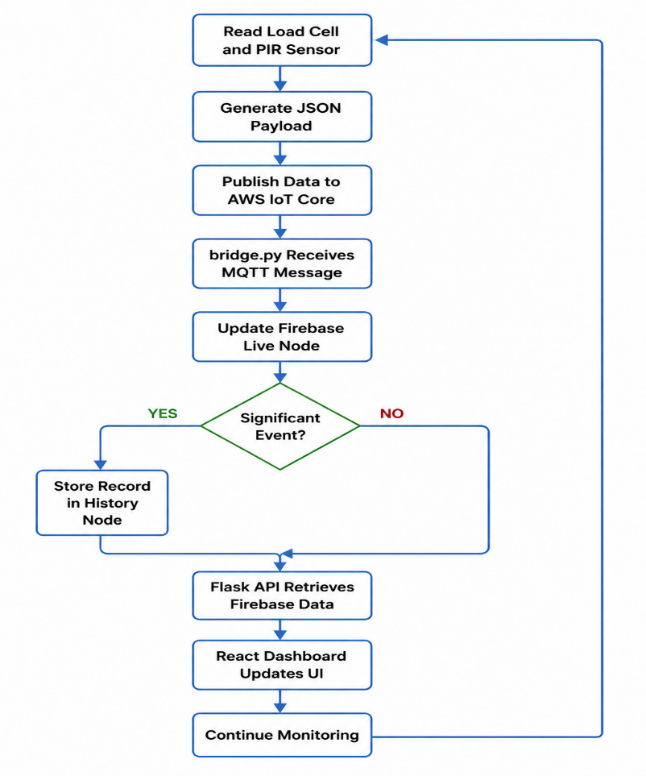 Read Load Cell
and PIR Sensor
Generate JSON
Payload
Publish Data to
AWS IoT Core
bridge.py Receives
MQTT Message
Update Firebase
Live Node
Significant
Event?
YES
NO
Store Record
in History
Node
Flask API Retrieves
Firebase Data
React Dashboard
Updates UI
Continue Monitoring